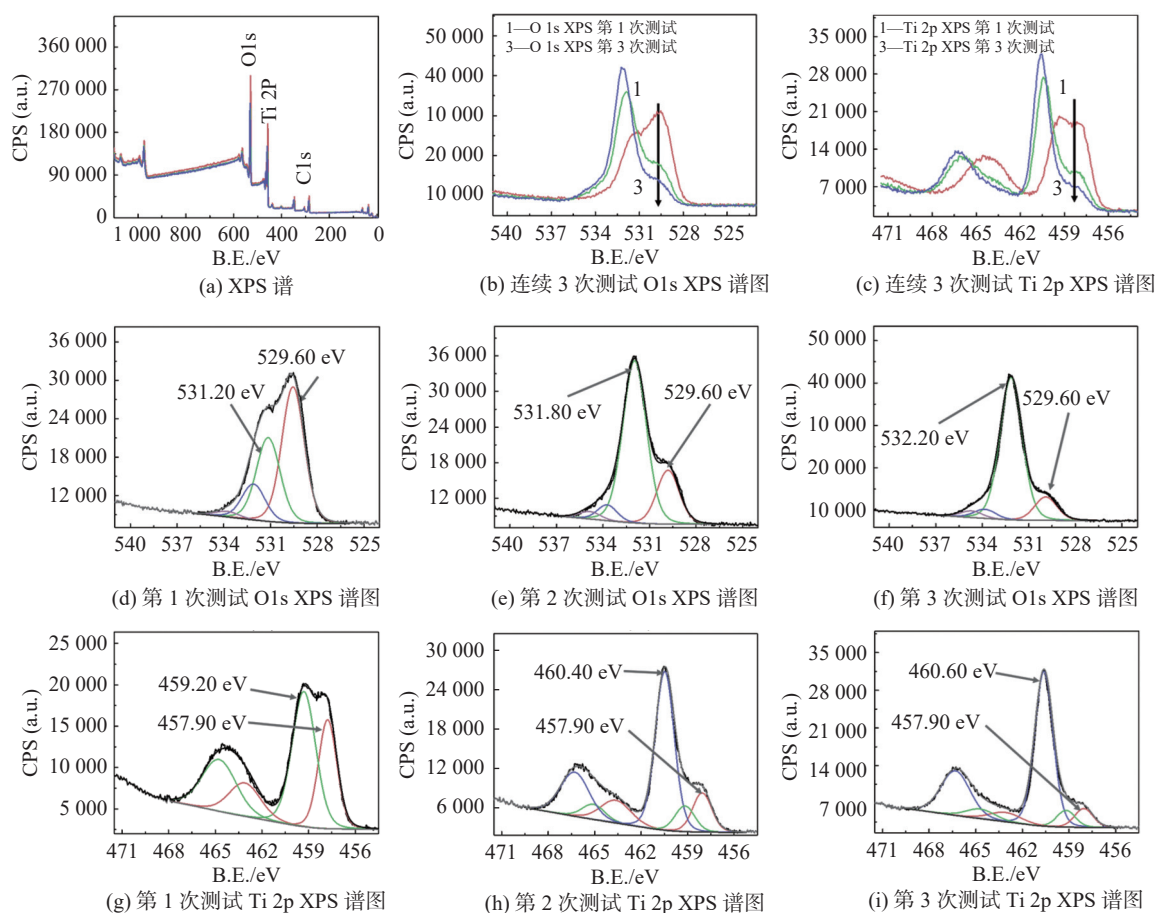 360 000
270 000
180 000
90 000
0
CPS (a.u.)
O1s
Ti 2P
C1s
1 000 800 600 400 200 0
B.E./eV
(a) XPS 谱
50 000
40 000
10 000
20 000
10 000
CPS (a.u.)
1—O 1s XPS 第 1 次测试
3—O 1s XPS 第 3 次测试
1
3
540 537 534 531 528
B.E./eV
(b) 连续 3 次测试 O1s XPS 谱图
35 000
28 000
21 000
14 000
7 000
CPS (a.u.)
1—Ti 2p XPS 第 1 次测试
3—Ti 2p XPS 第 3 次测试
1
3
471 468 465 462 459 456
B.E./eV
(c) 连续 3 次测试 Ti 2p XPS 谱图
36 000
30 000
24 000
18 000
12 000
CPS (a.u.)
529.60 eV
531.20 eV
540 537 534 531 528 525
B.E./eV
(d) 第 1 次测试 O1s XPS 谱图
36 000
30 000
24 000
18 000
12 000
CPS (a.u.)
531.80 eV
529.60 eV
540 537 534 531 528 525
B.E./eV
(e) 第 2 次测试 O1s XPS 谱图
50 000
40 000
10 000
20 000
10 000
CPS (a.u.)
532.20 eV
529.60 eV
540 537 534 531 528 525
B.E./eV
(f) 第 3 次测试 O1s XPS 谱图
25 000
20 000
15 000
10 000
5 000
CPS (a.u.)
459.20 eV
457.90 eV
471 468 465 462 459 456
B.E./eV
(g) 第 1 次测试 Ti 2p XPS 谱图
30 000
24 000
18 000
12 000
6 000
CPS (a.u.)
460.40 eV
457.90 eV
471 468 465 462 459 456
B.E./eV
(h) 第 2 次测试 Ti 2p XPS 谱图
35 000
28 000
21 000
14 000
7 000
CPS (a.u.)
460.60 eV
457.90 eV
471 468 465 462 459 456
B.E./eV
(i) 第 3 次测试 Ti 2p XPS 谱图